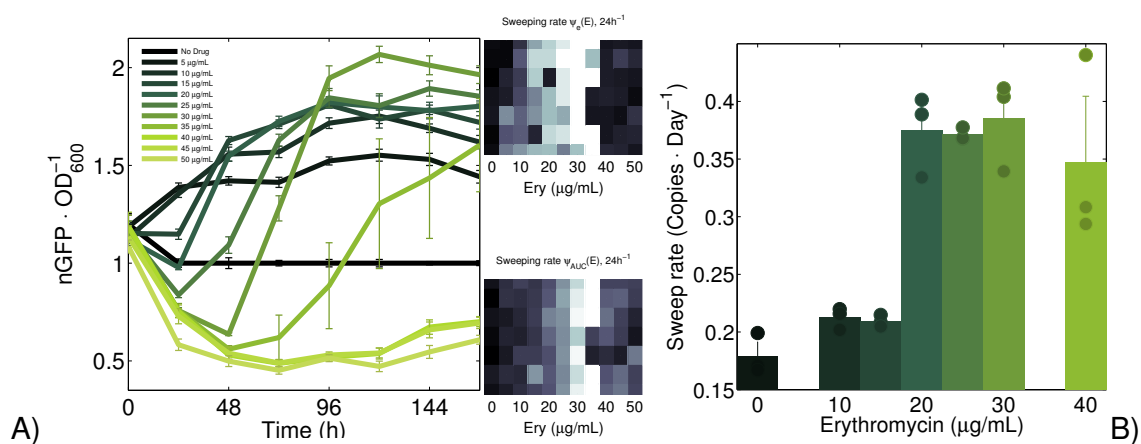 A)
nGFP · OD₆₀₀⁻¹
2
1.5
1
0.5
No Drug
5 µg/mL
10 µg/mL
15 µg/mL
20 µg/mL
25 µg/mL
30 µg/mL
35 µg/mL
40 µg/mL
45 µg/mL
50 µg/mL
0 48 96 144
Time (h)
Sweeping rate ψₑ(E), 24h⁻¹
0 10 20 30 40 50
Ery (µg/mL)
Sweeping rate ψ_AUC(E), 24h⁻¹
0 10 20 30 40 50
Ery (µg/mL)
Sweep rate (Copies · Day⁻¹)
0.4
0.35
0.3
0.25
0.2
0.15
0 10 20 30 40
Erythromycin (µg/mL)
B)